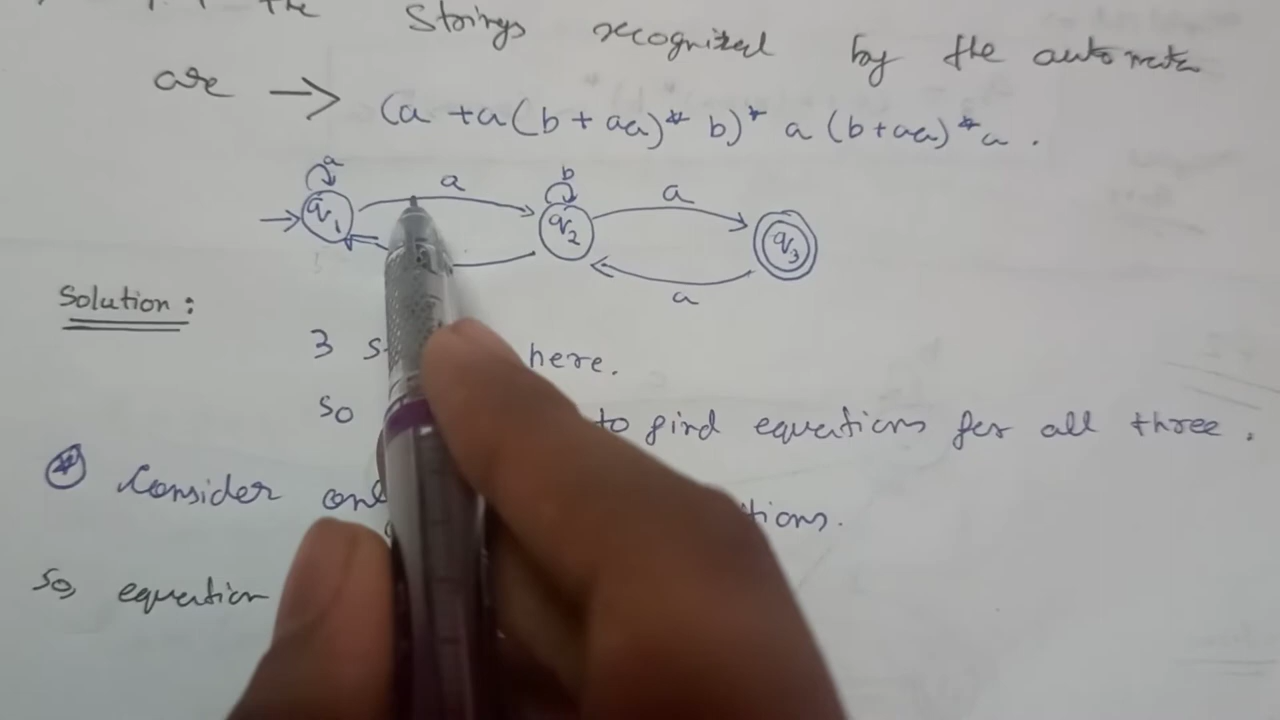 the strings recognized by the automata
are → (a + a(b + aa)* b)* a (b+aa)*a.
a a b a
q1 q2 q3
a
Solution:
3 here.
so to find equations for all three.
* Consider tions.
So, equation